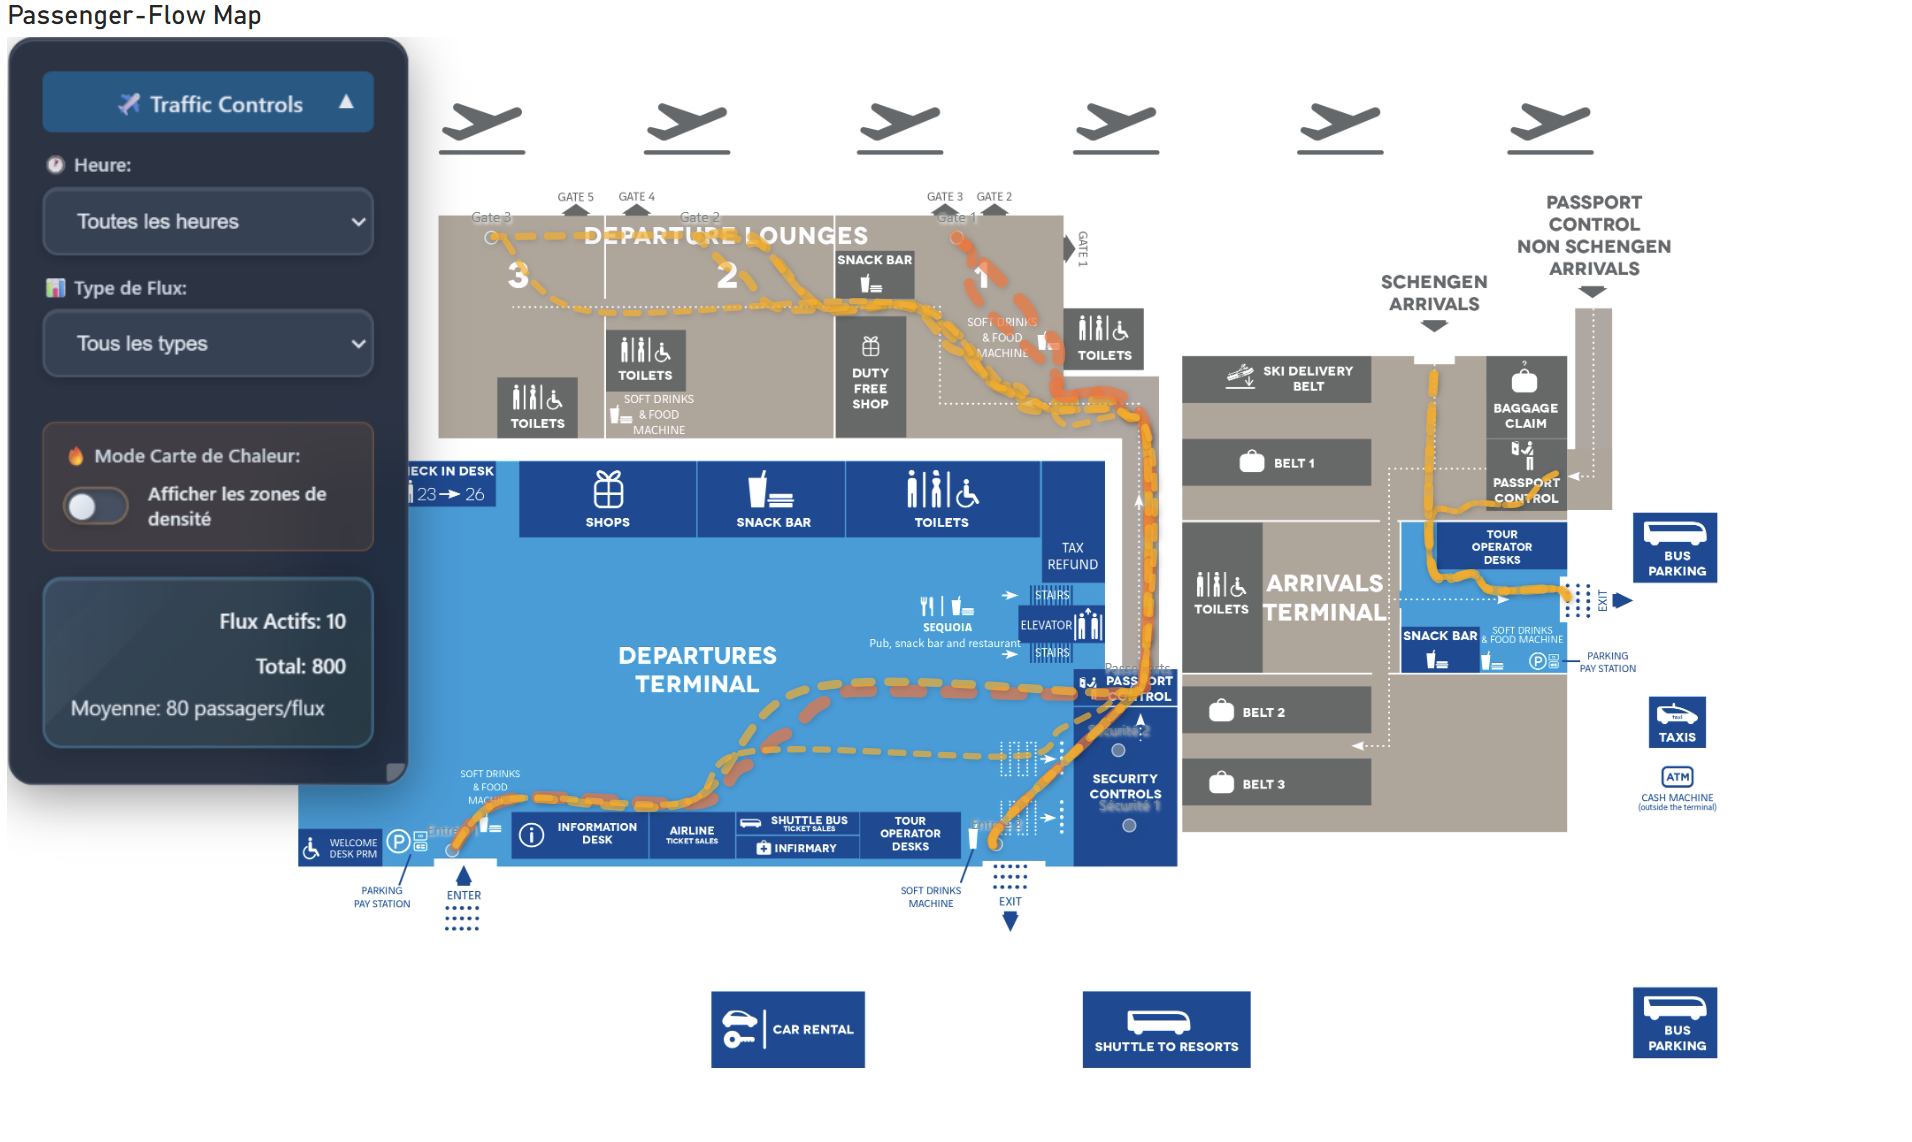 Passenger-Flow Map
Traffic Controls
Heure:
Toutes les heures
Type de Flux:
Tous les types
Mode Carte de Chaleur:
Afficher les zones de
densité
Flux Actifs: 10
Total: 800
Moyenne: 80 passagers/flux
GATE 5
GATE 4
GATE 3
GATE 2
Gate 3
Gate 2
Gate 1
GATE 1
DEPARTURE LOUNGES
3
2
1
SNACK BAR
SOFT DRINKS
& FOOD
MACHINE
TOILETS
TOILETS
DUTY
FREE
SHOP
TOILETS
SOFT DRINKS
& FOOD
MACHINE
ECK IN DESK
23 → 26
SHOPS
SNACK BAR
TOILETS
TAX
REFUND
STAIRS
ELEVATOR
STAIRS
SEQUOIA
Pub, snack bar and restaurant
DEPARTURES
TERMINAL
PASSPORT
CONTROL
Sécurité 2
SECURITY
CONTROLS
Sécurité 1
SOFT DRINKS
& FOOD
WELCOME
DESK PRM
P
PARKING
PAY STATION
ENTER
INFORMATION
DESK
AIRLINE
TICKET SALES
SHUTTLE BUS
TICKET SALES
INFIRMARY
TOUR
OPERATOR
DESKS
SOFT DRINKS
MACHINE
EXIT
PASSPORT
CONTROL
NON SCHENGEN
ARRIVALS
SCHENGEN
ARRIVALS
SKI DELIVERY
BELT
BAGGAGE
CLAIM
BELT 1
PASSPORT
CONTROL
TOUR
OPERATOR
DESKS
TOILETS
ARRIVALS
TERMINAL
EXIT
SNACK BAR
SOFT DRINKS
& FOOD MACHINE
P
PARKING
PAY STATION
BELT 2
BELT 3
BUS
PARKING
taxi
TAXIS
ATM
CASH MACHINE
(outside the terminal)
CAR RENTAL
SHUTTLE TO RESORTS
BUS
PARKING